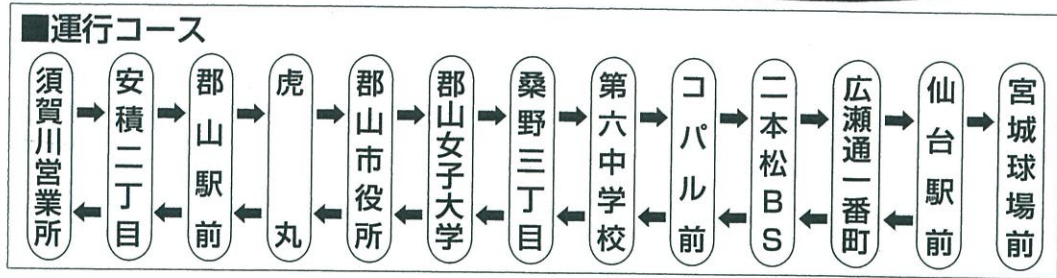 ■運行コース
須賀川営業所
安積二丁目
郡山駅前
虎丸
郡山市役所
郡山女子大学
桑野三丁目
第六中学校
コパル前
二本松BS
広瀬通一番町
仙台駅前
宮城球場前